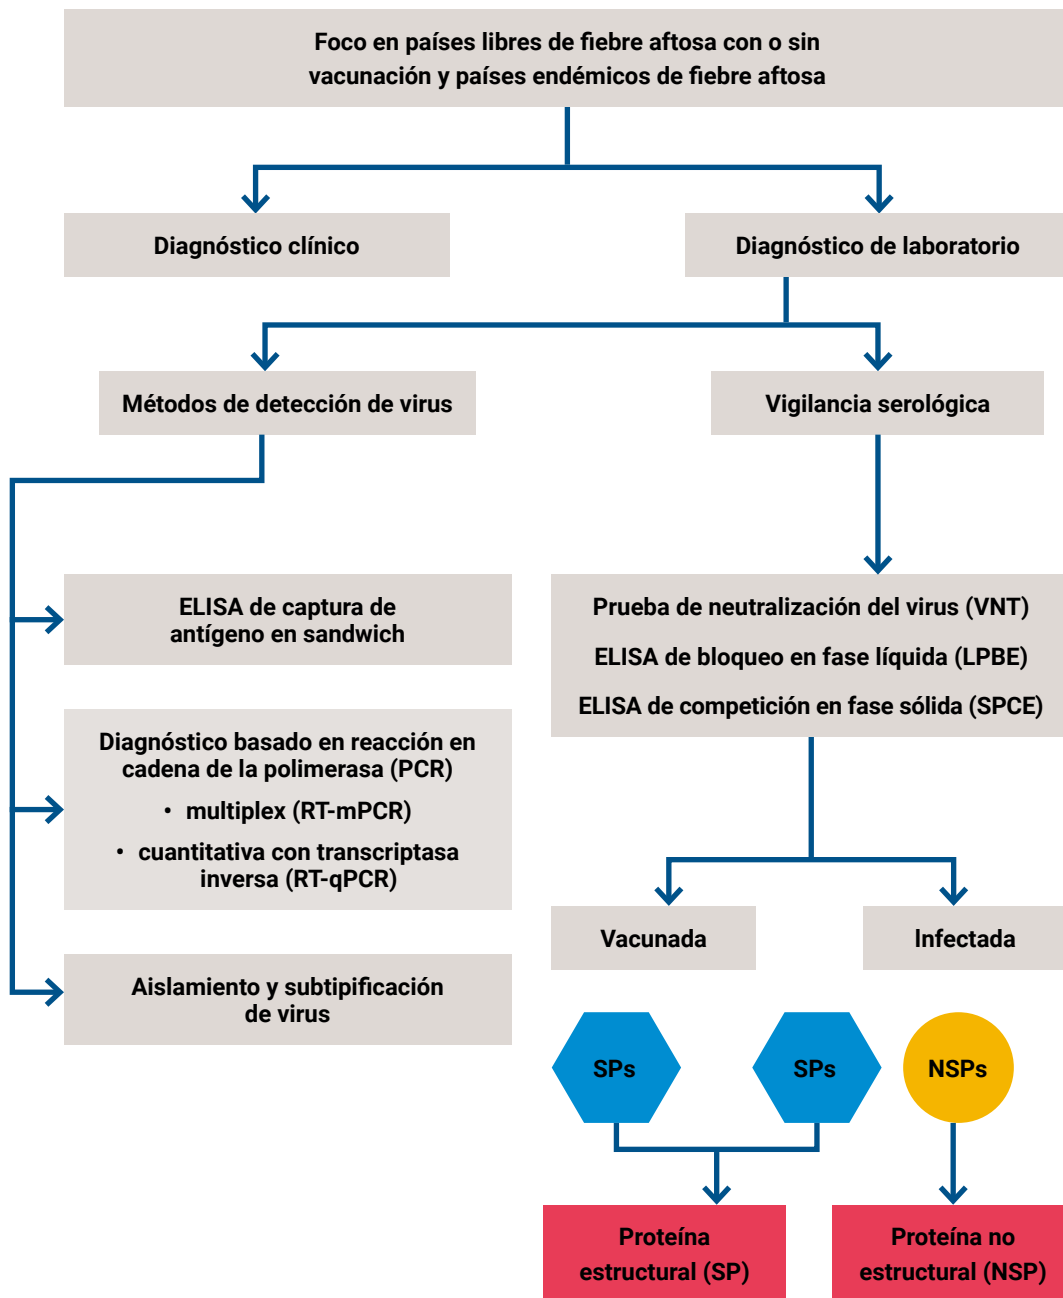 Foco en países libres de fiebre aftosa con o sin
vacunación y países endémicos de fiebre aftosa
Diagnóstico clínico
Diagnóstico de laboratorio
Métodos de detección de virus
Vigilancia serológica
ELISA de captura de
antígeno en sandwich
Diagnóstico basado en reacción en
cadena de la polimerasa (PCR)
• multiplex (RT-mPCR)
• cuantitativa con transcriptasa
inversa (RT-qPCR)
Aislamiento y subtipificación
de virus
Prueba de neutralización del virus (VNT)
ELISA de bloqueo en fase líquida (LPBE)
ELISA de competición en fase sólida (SPCE)
Vacunada
Infectada
SPs
SPs
NSPs
Proteína
estructural (SP)
Proteína no
estructural (NSP)